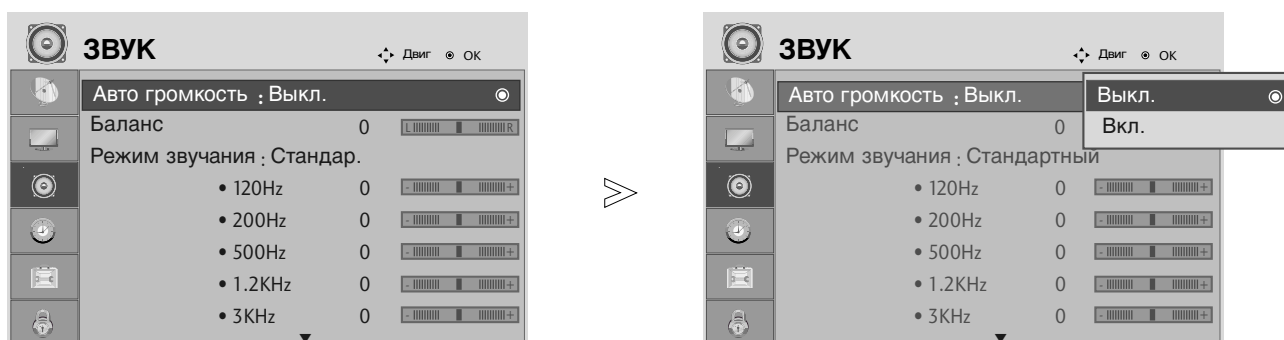 ЗВУК
Двиг ОК
Авто громкость : Выкл.
Баланс 0 L R
Режим звучания : Стандар.
• 120Hz 0 - +
• 200Hz 0 - +
• 500Hz 0 - +
• 1.2KHz 0 - +
• 3KHz 0 - +
ЗВУК
Двиг ОК
Авто громкость : Выкл.
Баланс 0
Режим звучания : Стандартный
• 120Hz 0 - +
• 200Hz 0 - +
• 500Hz 0 - +
• 1.2KHz 0 - +
• 3KHz 0 - +
Выкл.
Вкл.